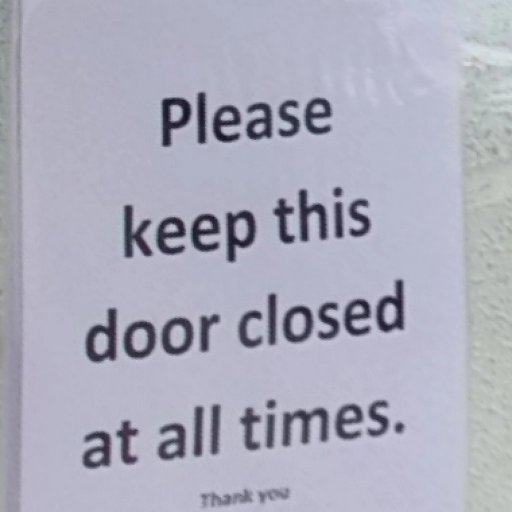 Please
keep this
door closed
at all times.
Thank you